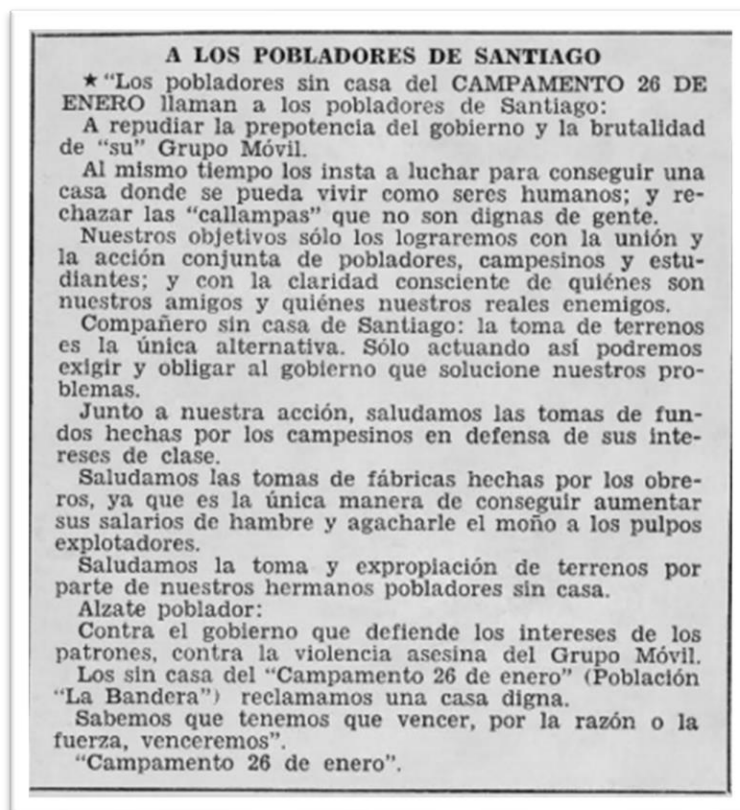 A LOS POBLADORES DE SANTIAGO
★ "Los pobladores sin casa del CAMPAMENTO 26 DE
ENERO llaman a los pobladores de Santiago:
A repudiar la prepotencia del gobierno y la brutalidad
de "su" Grupo Móvil.
Al mismo tiempo los insta a luchar para conseguir una
casa donde se pueda vivir como seres humanos; y re-
chazar las "callampas" que no son dignas de gente.
Nuestros objetivos sólo los lograremos con la unión y
la acción conjunta de pobladores, campesinos y estu-
diantes; y con la claridad consciente de quiénes son
nuestros amigos y quiénes nuestros reales enemigos.
Compañero sin casa de Santiago: la toma de terrenos
es la única alternativa. Sólo actuando así podremos
exigir y obligar al gobierno que solucione nuestros pro-
blemas.
Junto a nuestra acción, saludamos las tomas de fun-
dos hechas por los campesinos en defensa de sus inte-
reses de clase.
Saludamos las tomas de fábricas hechas por los obre-
ros, ya que es la única manera de conseguir aumentar
sus salarios de hambre y agacharle el moño a los pulpos
explotadores.
Saludamos la toma y expropiación de terrenos por
parte de nuestros hermanos pobladores sin casa.
Alzate poblador:
Contra el gobierno que defiende los intereses de los
patrones, contra la violencia asesina del Grupo Móvil.
Los sin casa del "Campamento 26 de enero" (Población
"La Bandera") reclamamos una casa digna.
Sabemos que tenemos que vencer, por la razón o la
fuerza, venceremos".
"Campamento 26 de enero".